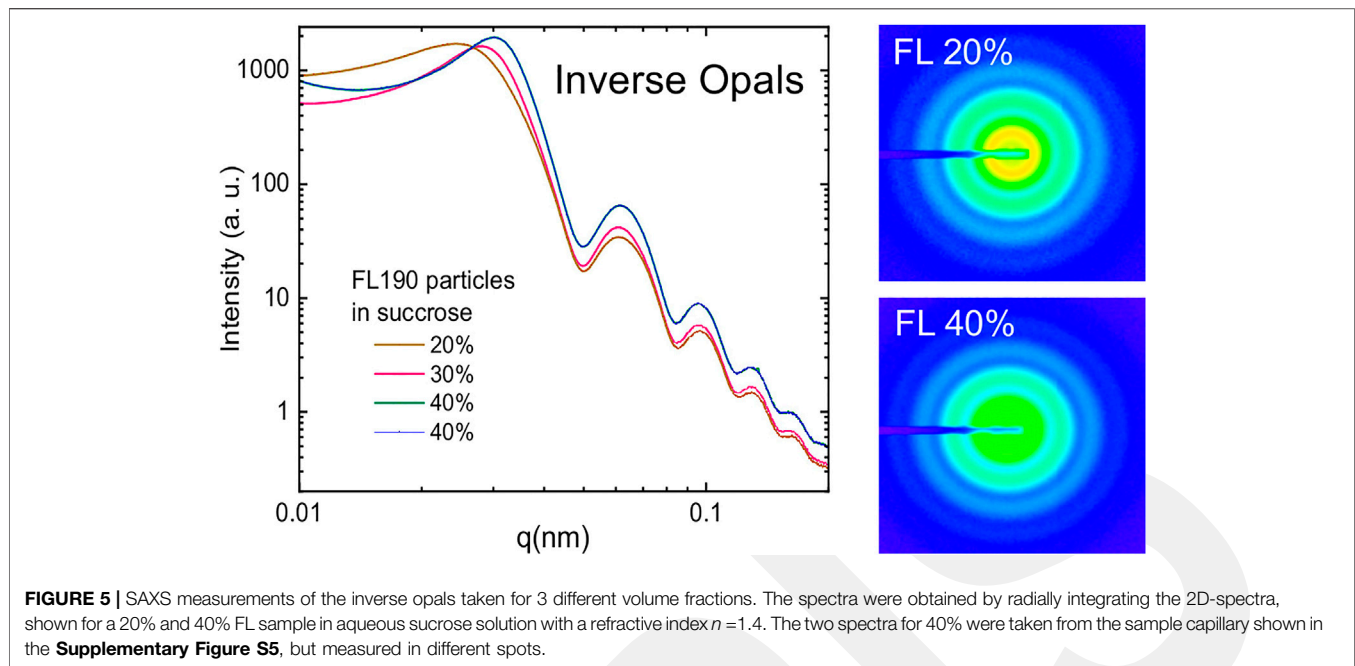 Inverse Opals
1000
100
10
1
Intensity (a. u.)
FL190 particles
in succrose
20%
30%
40%
40%
0.01
0.1
q(nm)
FL 20%
FL 40%
FIGURE 5 | SAXS measurements of the inverse opals taken for 3 different volume fractions. The spectra were obtained by radially integrating the 2D-spectra,
shown for a 20% and 40% FL sample in aqueous sucrose solution with a refractive index n =1.4. The two spectra for 40% were taken from the sample capillary shown in
the Supplementary Figure S5, but measured in different spots.